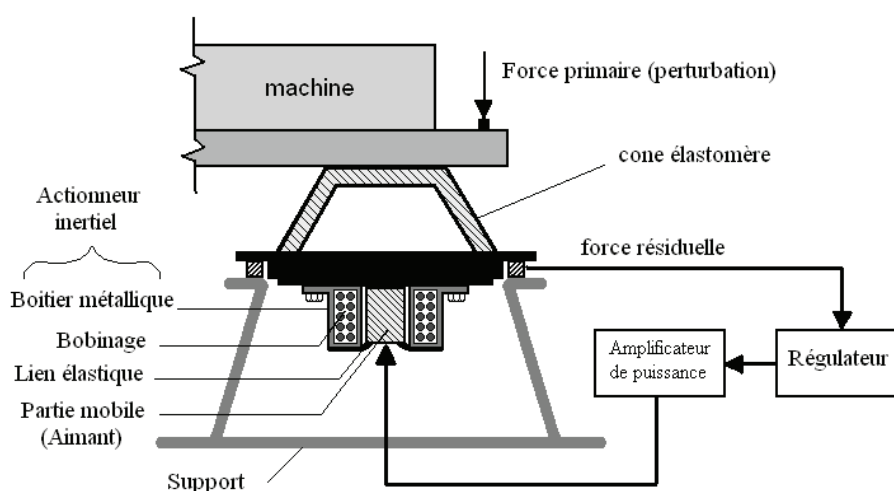 machine
Force primaire (perturbation)
cone élastomère
Actionneur
inertiel
force résiduelle
Boitier métallique
Bobinage
Amplificateur
de puissance
Régulateur
Lien élastique
Partie mobile
(Aimant)
Support